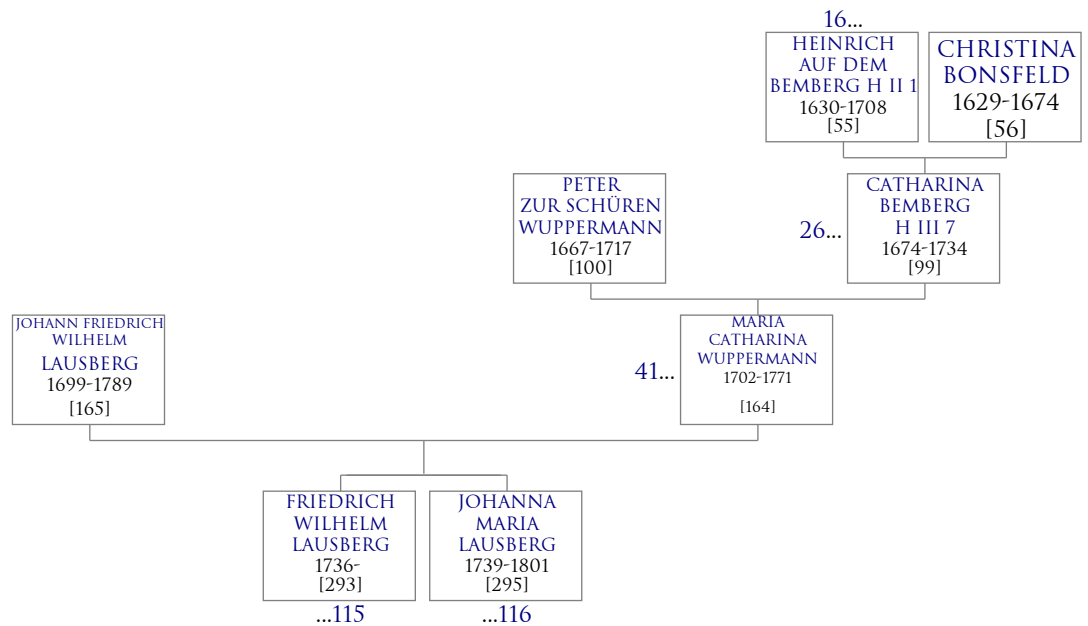 16...
HEINRICH
AUF DEM
BEMBERG H II 1
1630-1708
[55]
CHRISTINA
BONSFELD
1629-1674
[56]
PETER
ZUR SCHÜREN
WUPPERMANN
1667-1717
[100]
26...
CATHARINA
BEMBERG
H III 7
1674-1734
[99]
JOHANN FRIEDRICH
WILHELM
LAUSBERG
1699-1789
[165]
41...
MARIA
CATHARINA
WUPPERMANN
1702-1771
[164]
FRIEDRICH
WILHELM
LAUSBERG
1736-
[293]
...115
JOHANNA
MARIA
LAUSBERG
1739-1801
[295]
...116